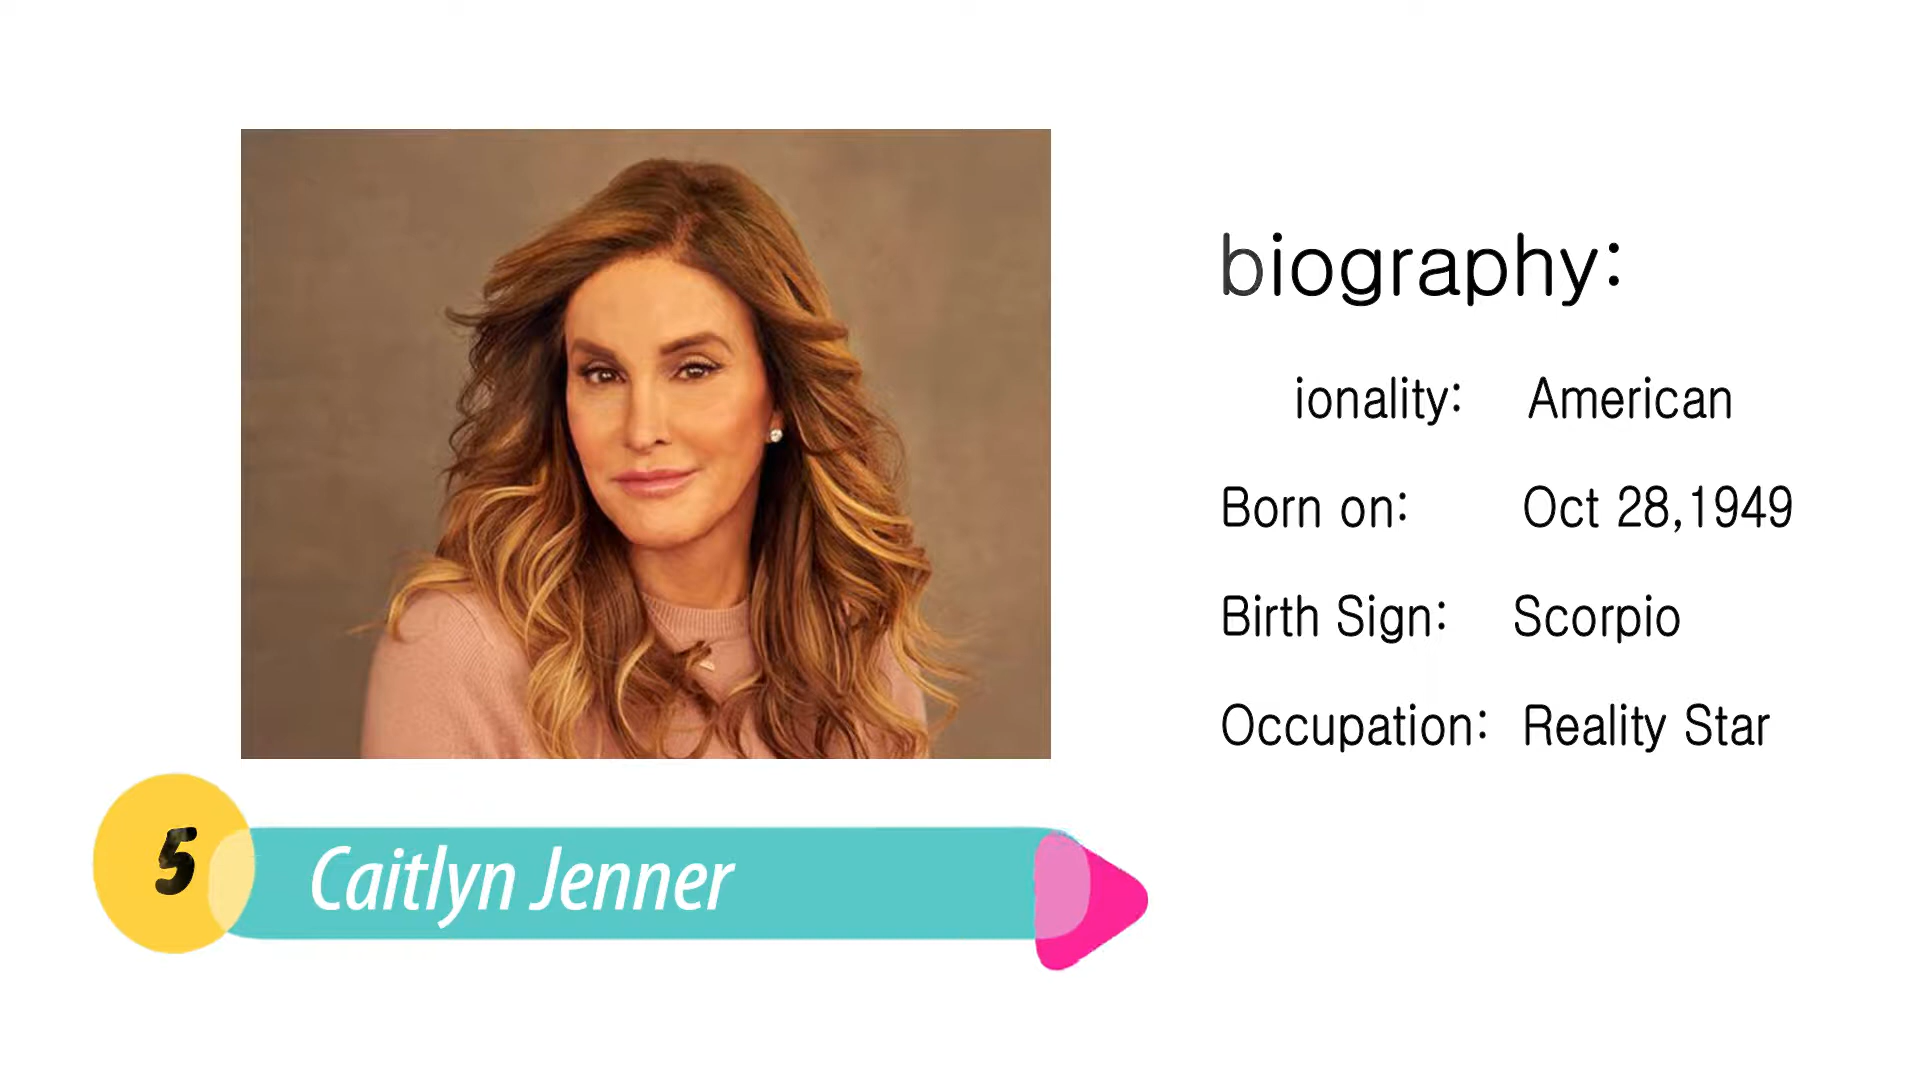 biography:
ionality: American
Born on: Oct 28,1949
Birth Sign: Scorpio
Occupation: Reality Star
5
Caitlyn Jenner